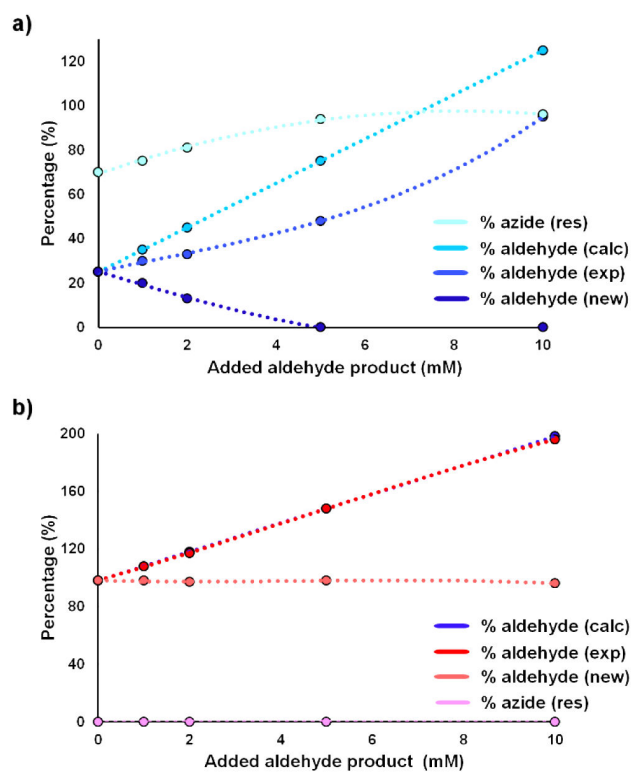 a)
Percentage (%)
120
100
80
60
40
20
0
% azide (res)
% aldehyde (calc)
% aldehyde (exp)
% aldehyde (new)
0 2 4 6 8 10
Added aldehyde product (mM)
b)
Percentage (%)
200
160
120
80
40
0
% aldehyde (calc)
% aldehyde (exp)
% aldehyde (new)
% azide (res)
0 2 4 6 8 10
Added aldehyde product (mM)